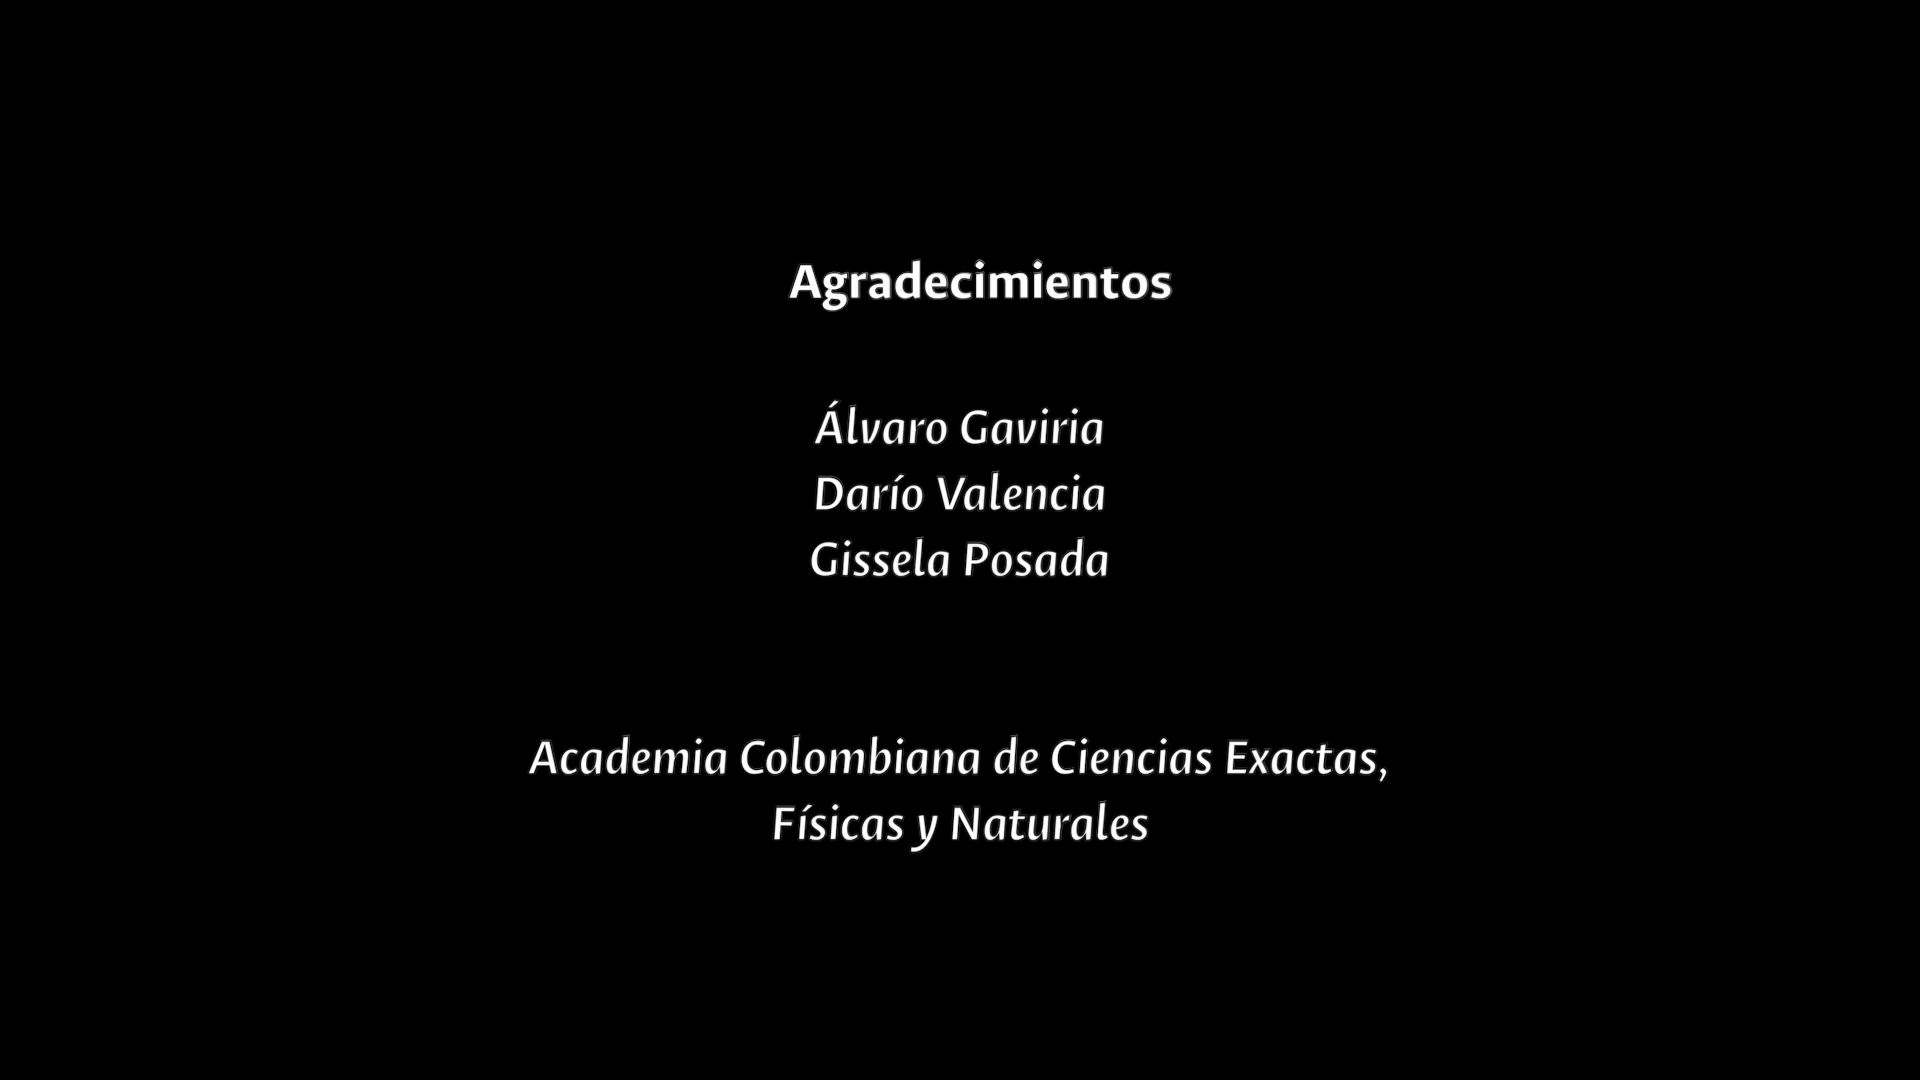 Agradecimientos
Álvaro Gaviria
Darío Valencia
Gissela Posada
Academia Colombiana de Ciencias Exactas,
Físicas y Naturales